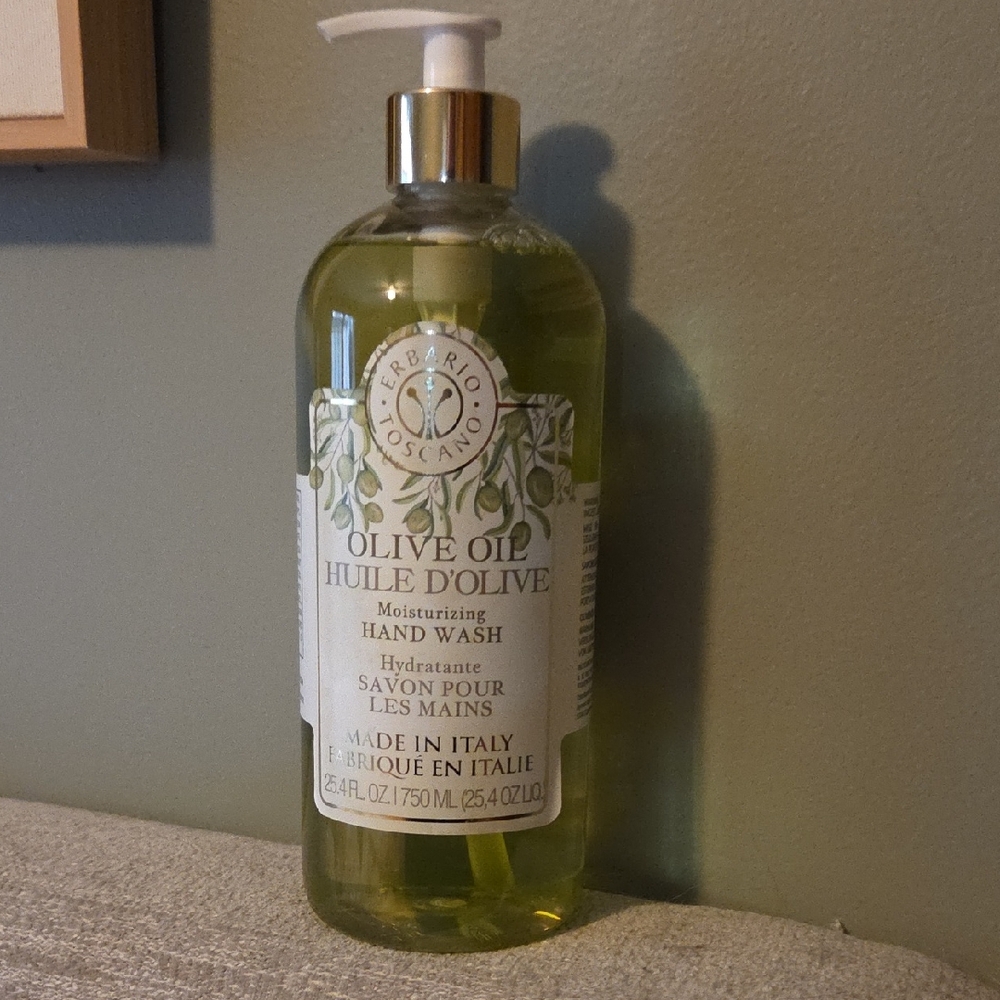 ERBARIO
TOSCANO
OLIVE OIL
HUILE D'OLIVE
Moisturizing
HAND WASH
Hydratante
SAVON POUR
LES MAINS
MADE IN ITALY
FABRIQUÉ EN ITALIE
25.4 FL. OZ. | 750 ML (25,4 OZ LIQ.